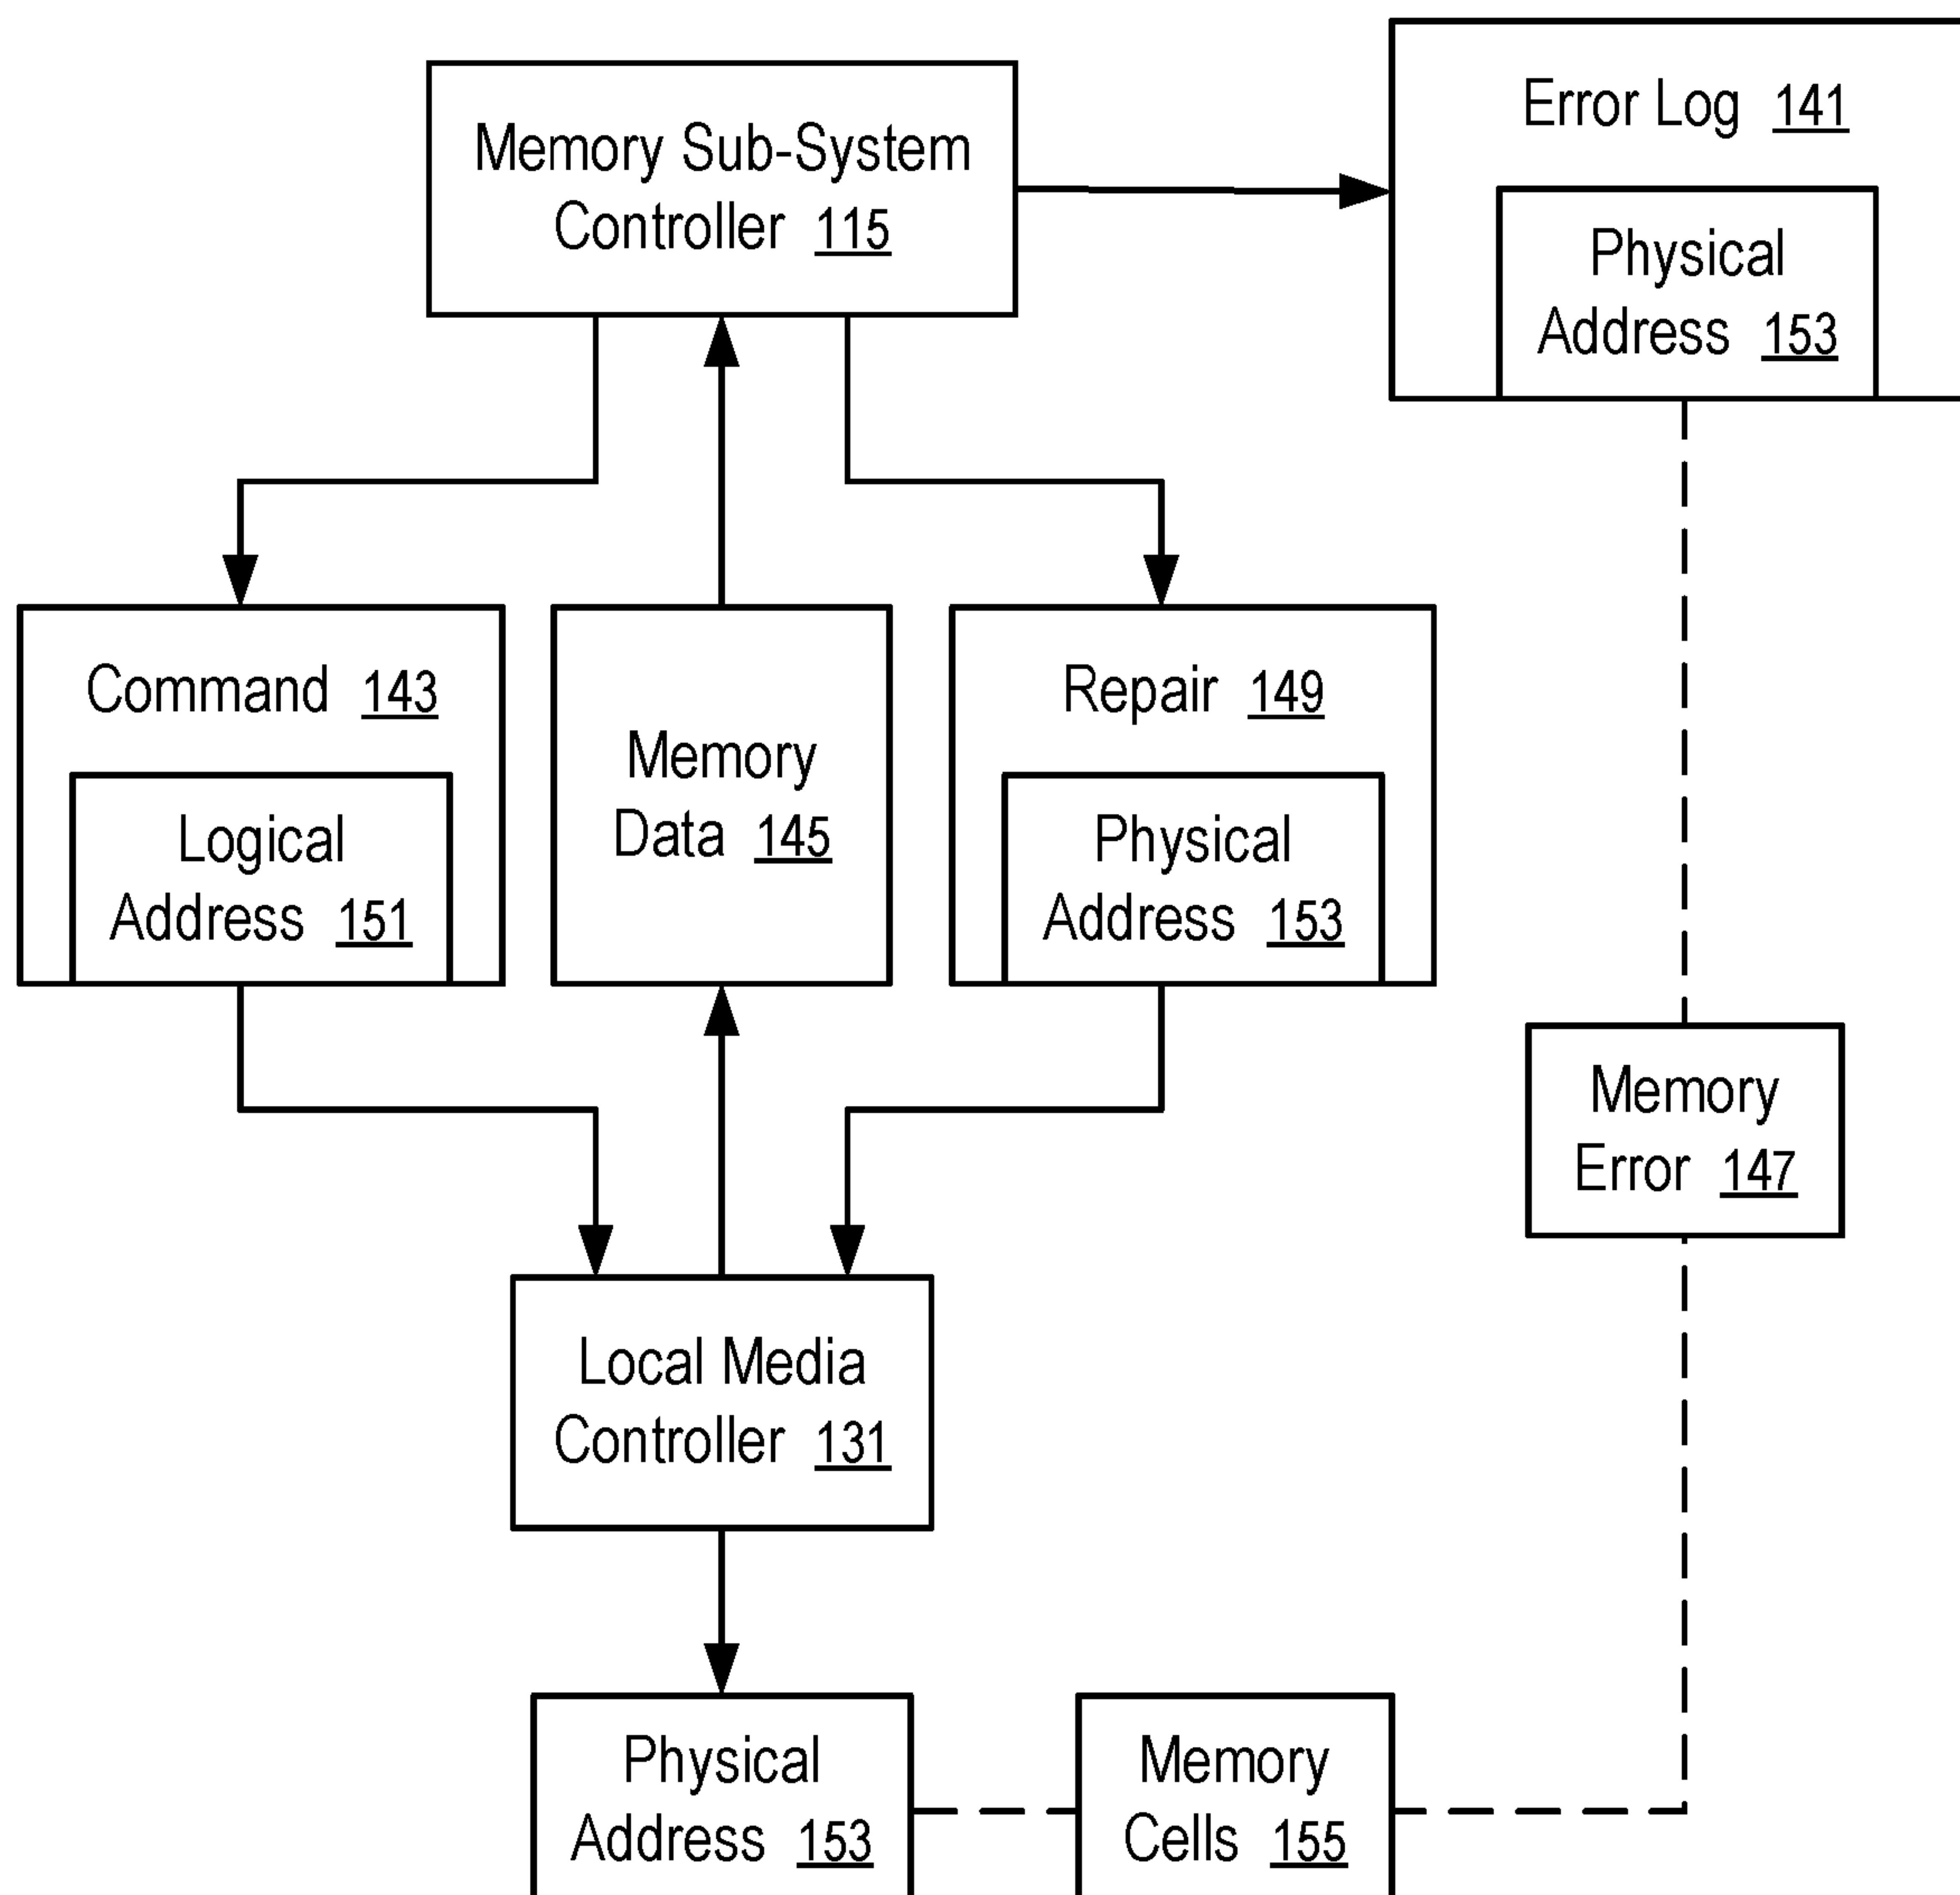 Memory Sub-System
Controller 115
Error Log 141
Physical
Address 153
Command 143
Logical
Address 151
Memory
Data 145
Repair 149
Physical
Address 153
Memory
Error 147
Local Media
Controller 131
Physical
Address 153
Memory
Cells 155